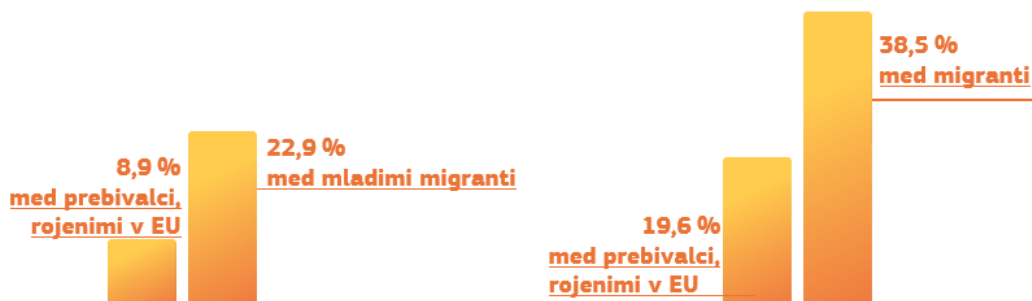 8,9 %
med prebivalci,
rojenimi v EU
22,9 %
med mladimi migranti
19,6 %
med prebivalci,
rojenimi v EU
38,5 %
med migranti